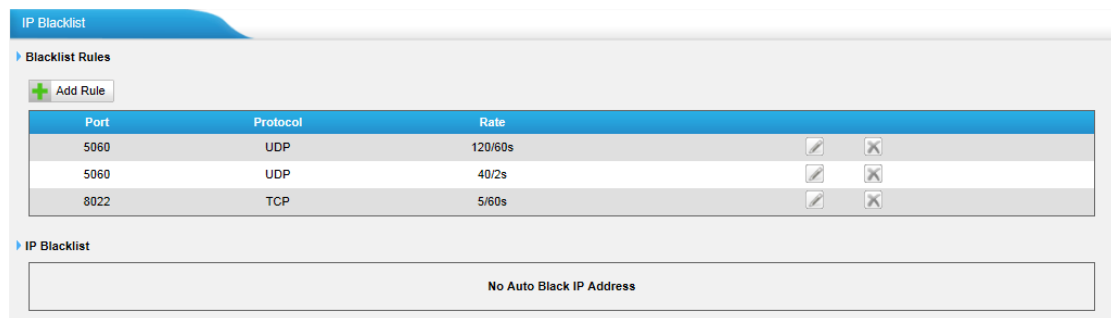 IP Blacklist
Blacklist Rules
Add Rule
Port Protocol Rate
5060 UDP 120/60s
5060 UDP 40/2s
8022 TCP 5/60s
IP Blacklist
No Auto Black IP Address